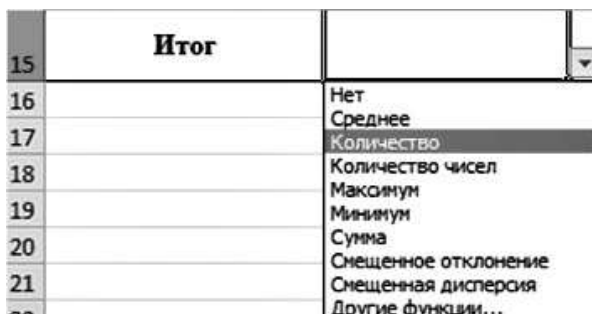 15 Итог
16 Нет
Среднее
17 Количество
18 Количество чисел
Максимум
19 Минимум
20 Сумма
Смещенное отклонение
21 Смещенная дисперсия
Другие функции...